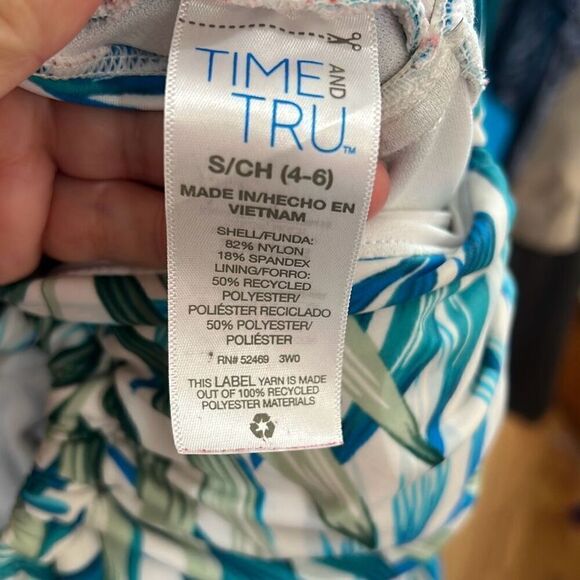 TIME AND
TRU™
S/CH (4-6)
MADE IN/HECHO EN
VIETNAM
SHELL/FUNDA:
82% NYLON
18% SPANDEX
LINING/FORRO:
50% RECYCLED
POLYESTER/
POLIÉSTER RECICLADO
50% POLYESTER/
POLIÉSTER
RN# 52469 3W0
THIS LABEL YARN IS MADE
OUT OF 100% RECYCLED
POLYESTER MATERIALS